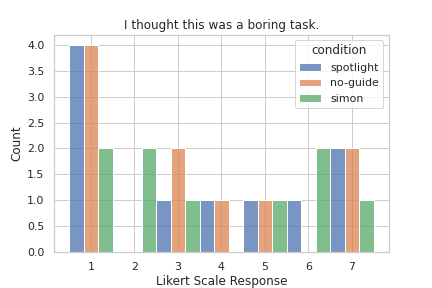 I thought this was a boring task.
condition
spotlight
no-guide
simon
4.0
3.5
3.0
2.5
2.0
1.5
1.0
0.5
0.0
Count
1 2 3 4 5 6 7
Likert Scale Response